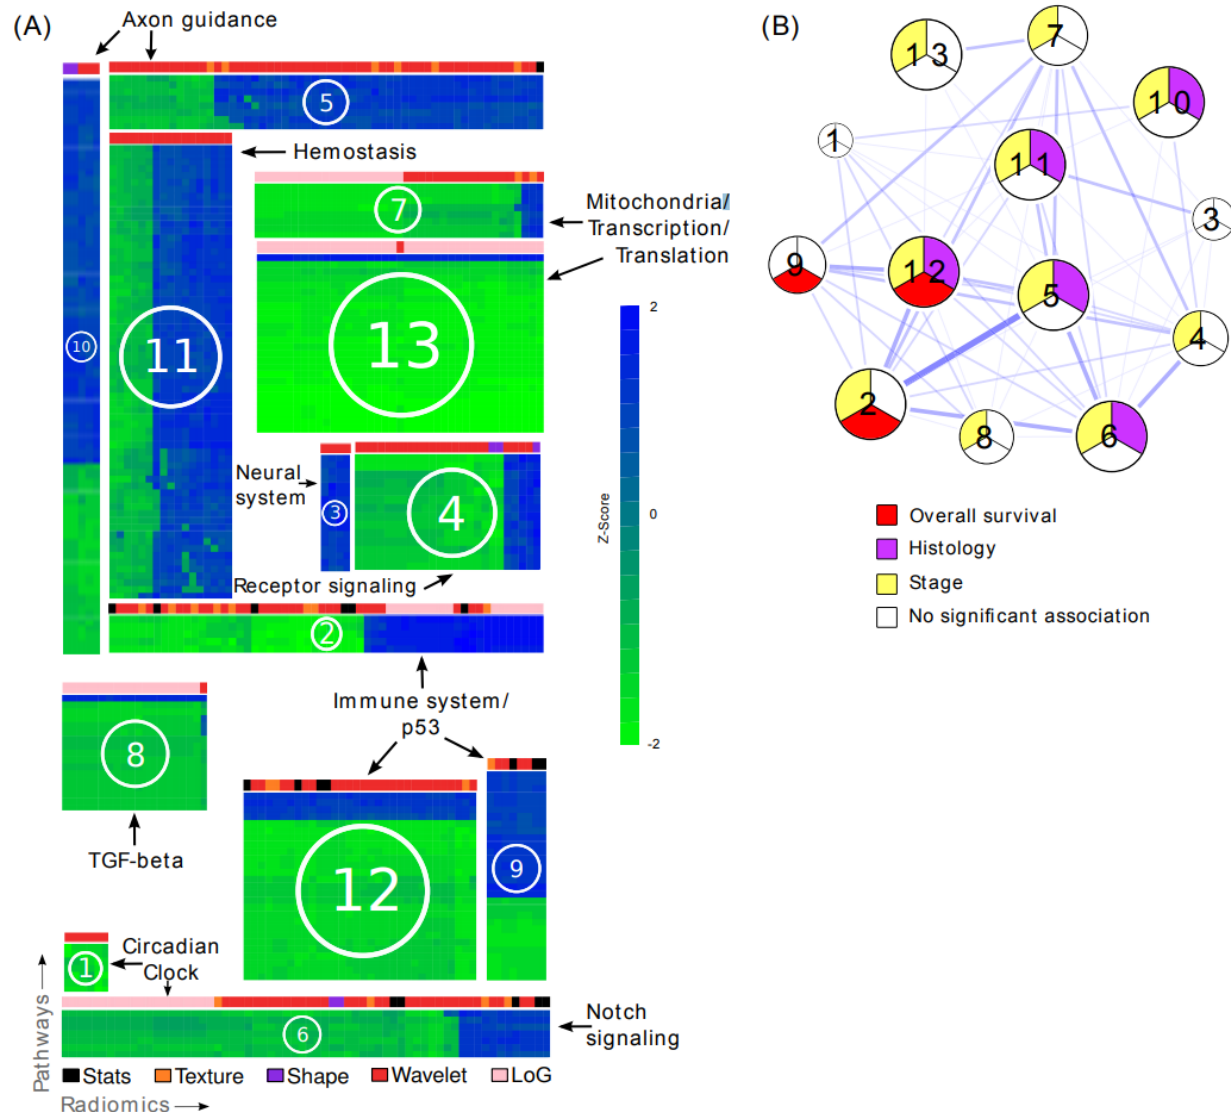 (A)
Axon guidance
5
Hemostasis
7
Mitochondria/
Transcription/
Translation
13
10
11
Neural
system
3
4
Receptor signaling
2
Immune system/
p53
8
TGF-beta
12
9
Circadian
Clock
1
6
Notch
signaling
2
0
-2
Z-Score
Pathways
Stats
Texture
Shape
Wavelet
LoG
Radiomics
(B)
13
7
10
1
11
3
9
12
5
4
2
8
6
Overall survival
Histology
Stage
No significant association